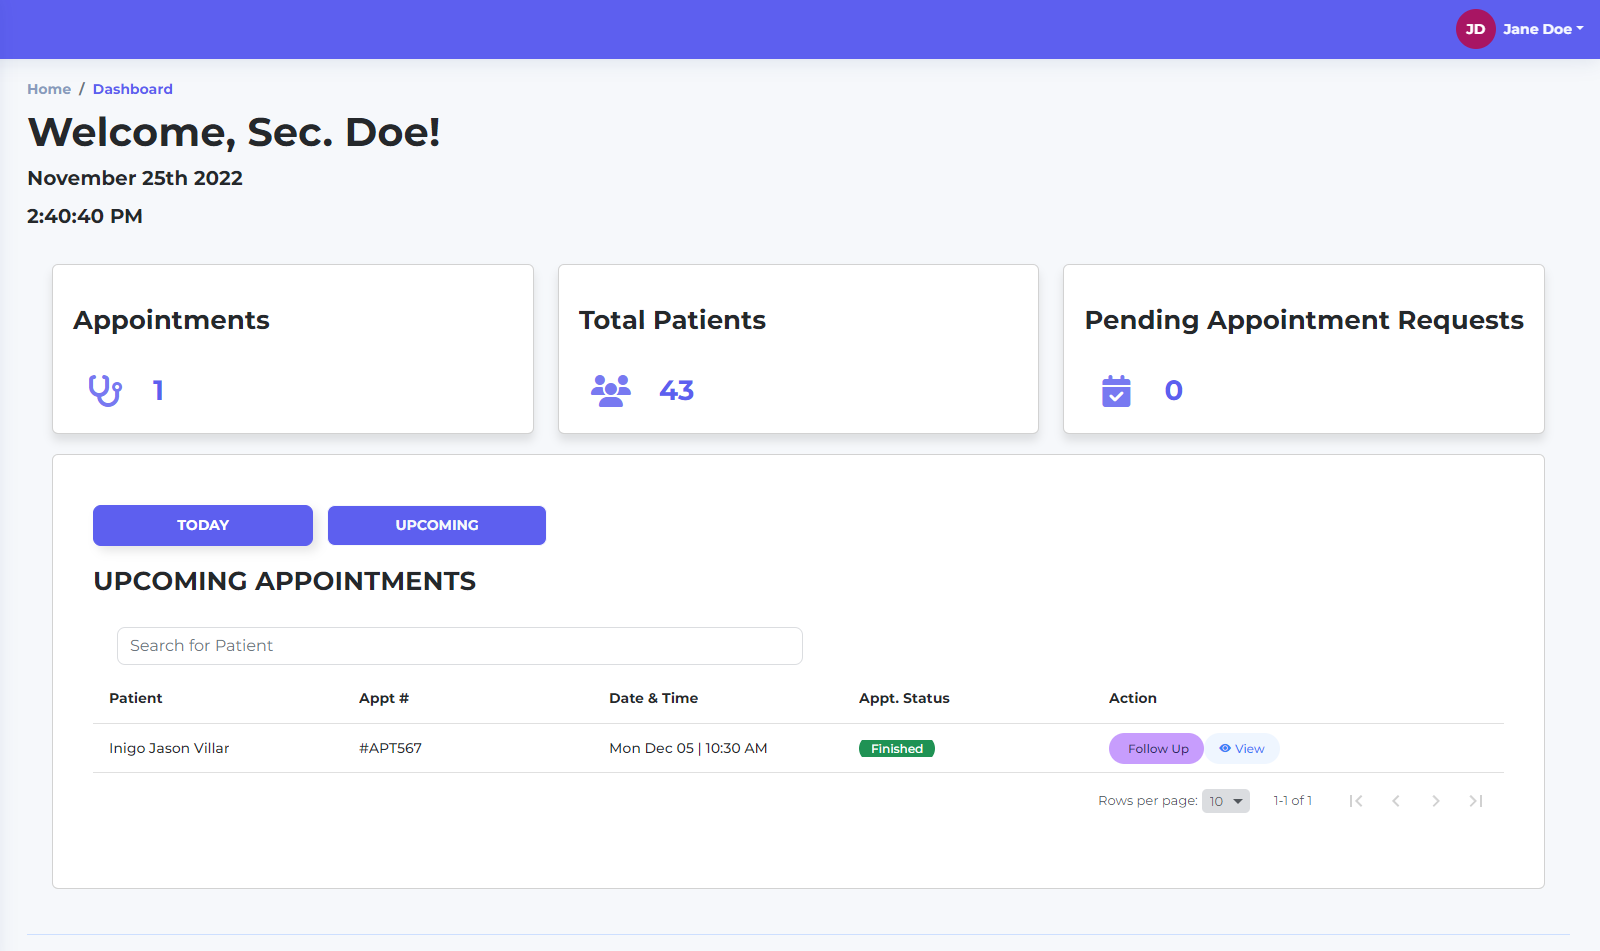 JD Jane Doe
Home / Dashboard
Welcome, Sec. Doe!
November 25th 2022
2:40:40 PM
Appointments
1
Total Patients
43
Pending Appointment Requests
0
TODAY UPCOMING
UPCOMING APPOINTMENTS
Search for Patient
Patient Appt # Date & Time Appt. Status Action
Inigo Jason Villar #APT567 Mon Dec 05 | 10:30 AM Finished Follow Up View
Rows per page: 10 1-1 of 1